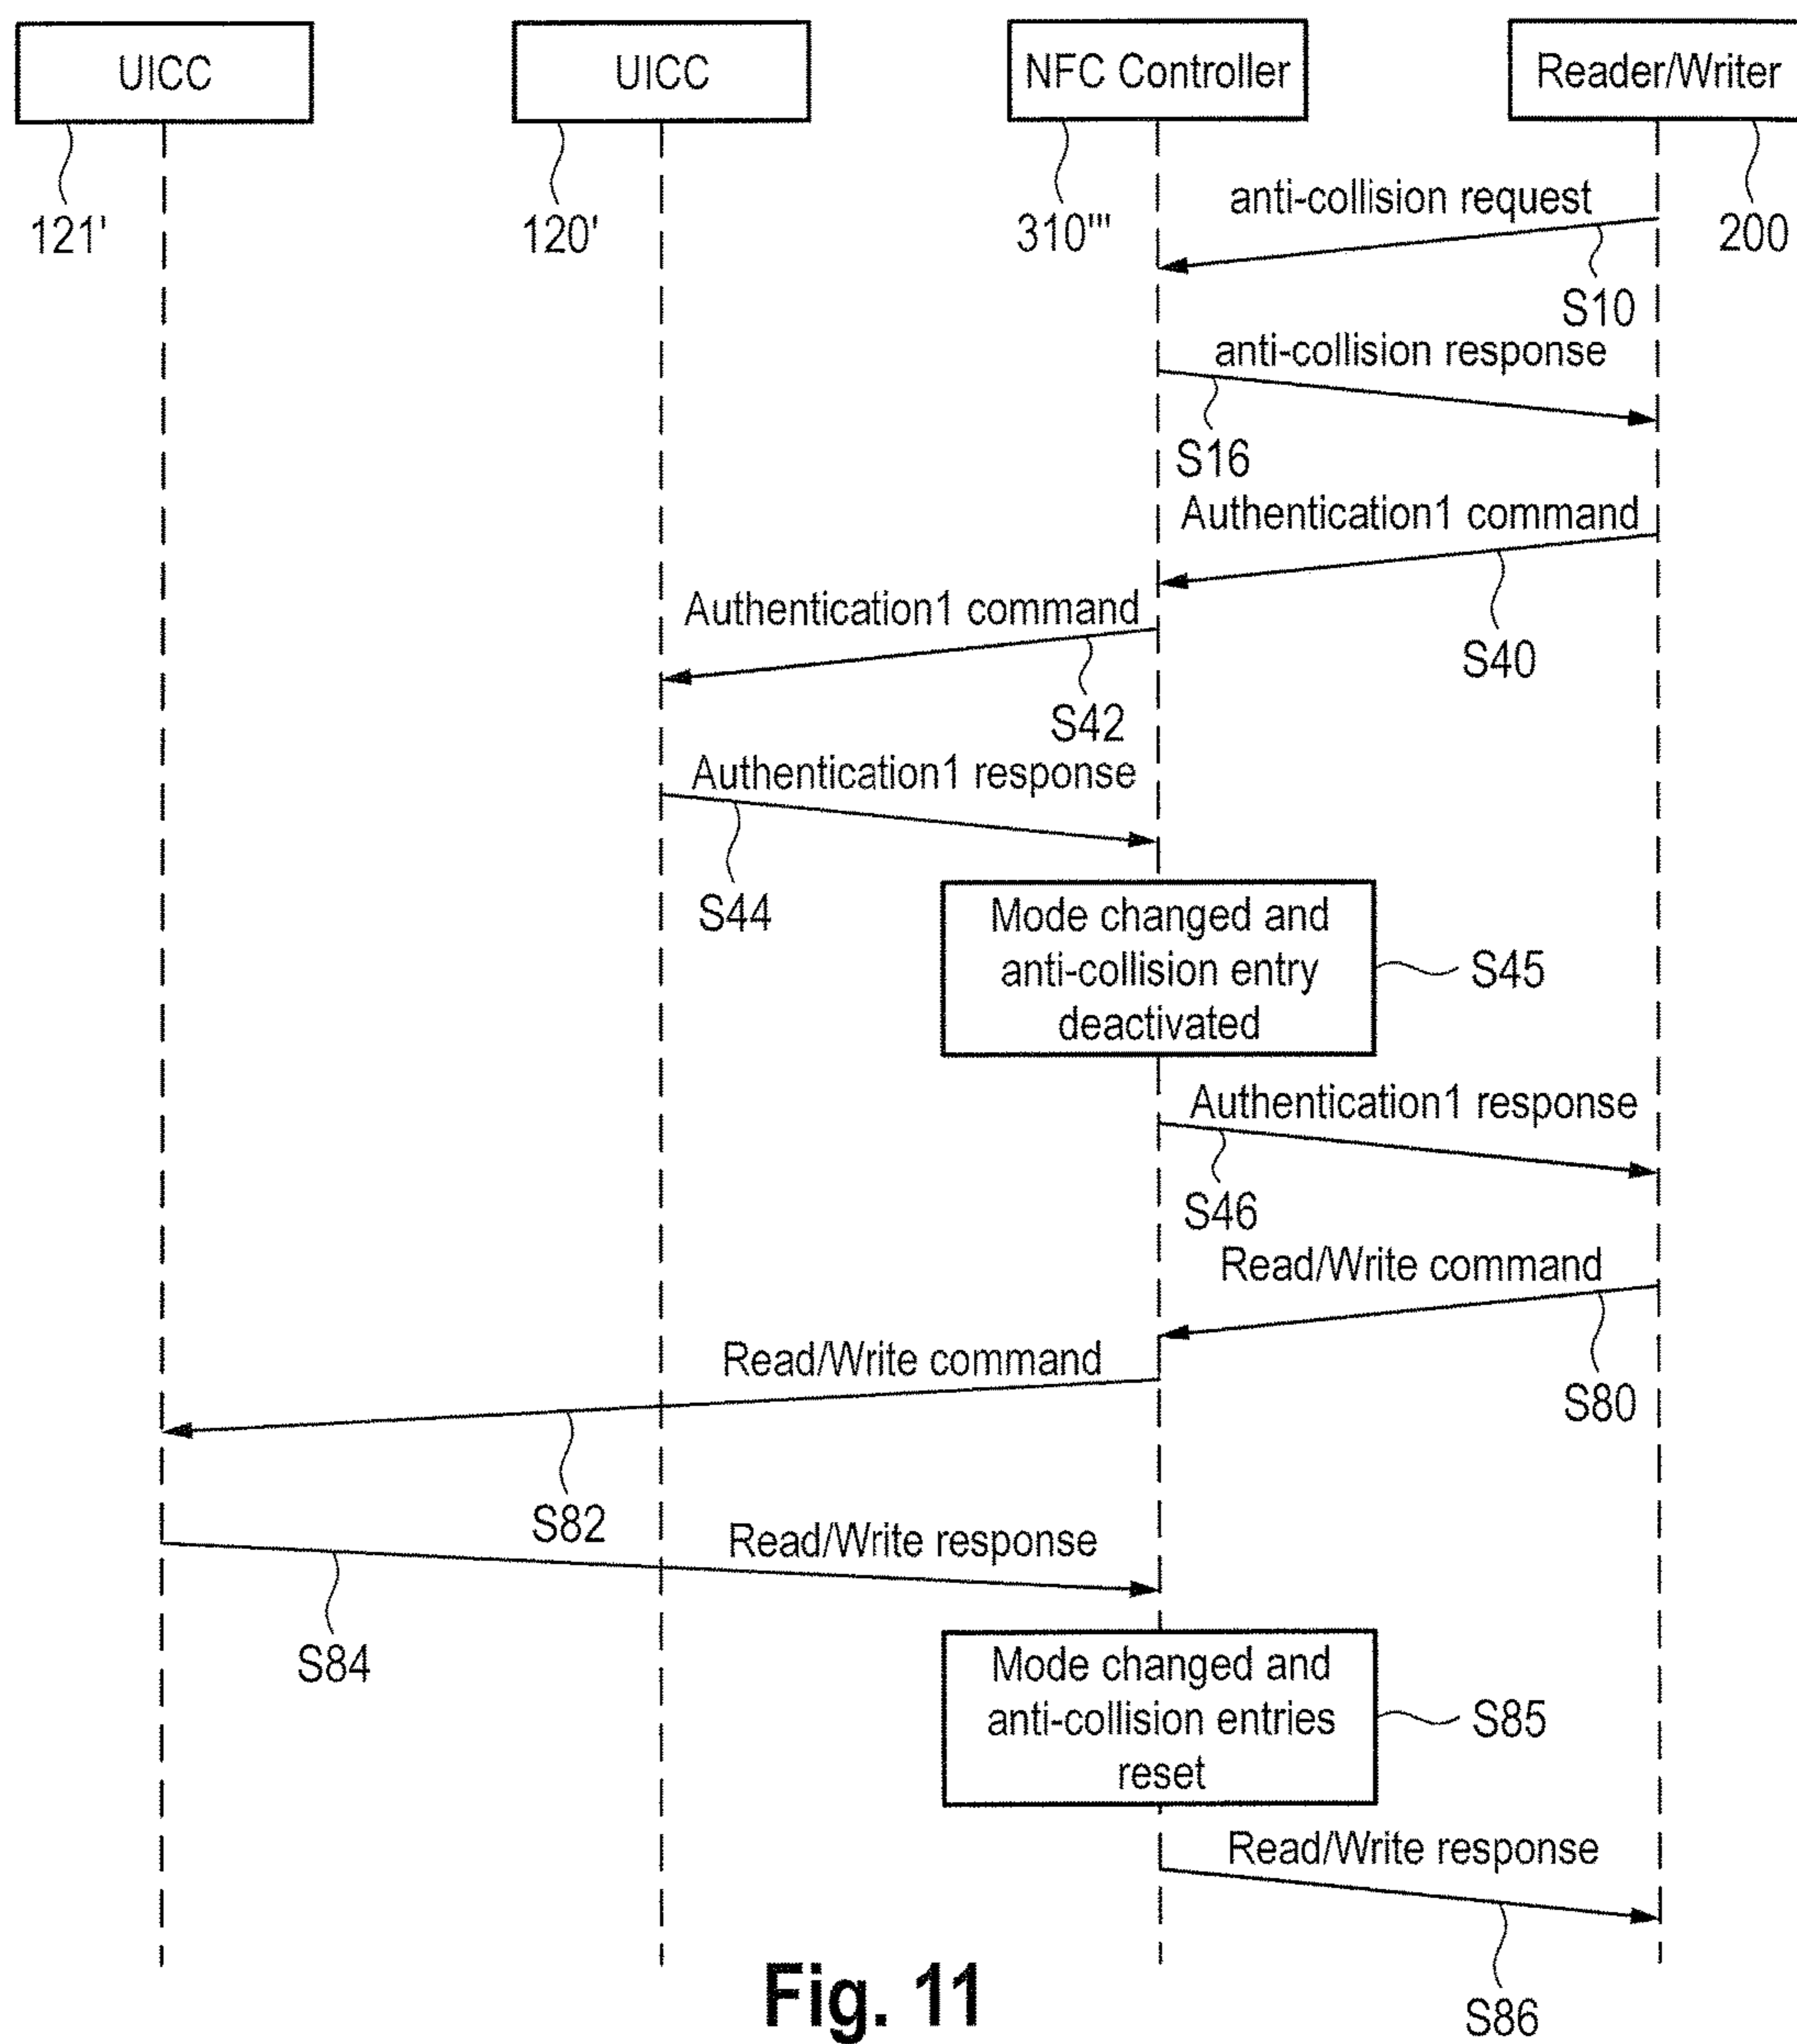 UICC
UICC
NFC Controller
Reader/Writer
121'
120'
310'''
200
anti-collision request
S10
anti-collision response
S16
Authentication1 command
S40
Authentication1 command
S42
Authentication1 response
S44
Mode changed and
anti-collision entry
deactivated
S45
Authentication1 response
S46
Read/Write command
S80
Read/Write command
S82
Read/Write response
S84
Mode changed and
anti-collision entries
reset
S85
Read/Write response
S86
Fig. 11